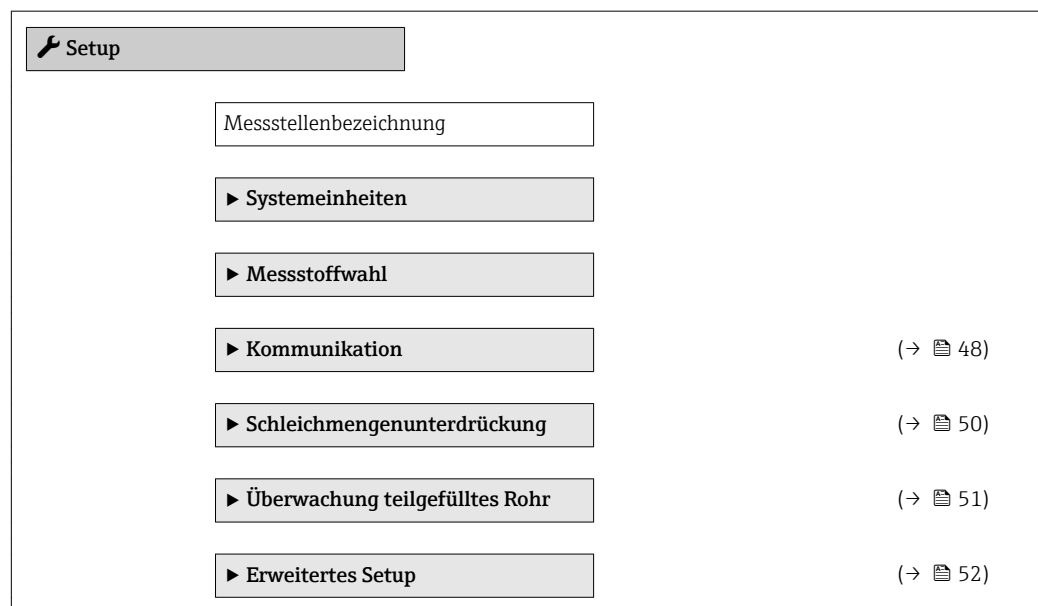 Setup
Messstellenbezeichnung
▶ Systemeinheiten
▶ Messstoffwahl
▶ Kommunikation (→ 48)
▶ Schleichmengenunterdrückung (→ 50)
▶ Überwachung teilgefülltes Rohr (→ 51)
▶ Erweitertes Setup (→ 52)